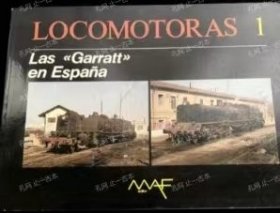 LOCOMOTORAS 1
Las «Garratt»
en España
MAF